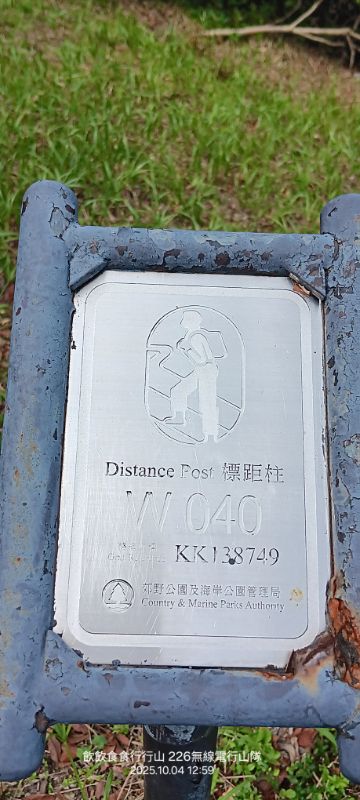 Distance Post 標距柱
W 040
KK138749
郊野公園及海岸公園管理局
Country & Marine Parks Authority
飲飲食食行行山 226無線電行山隊
2025.10.04 12:59